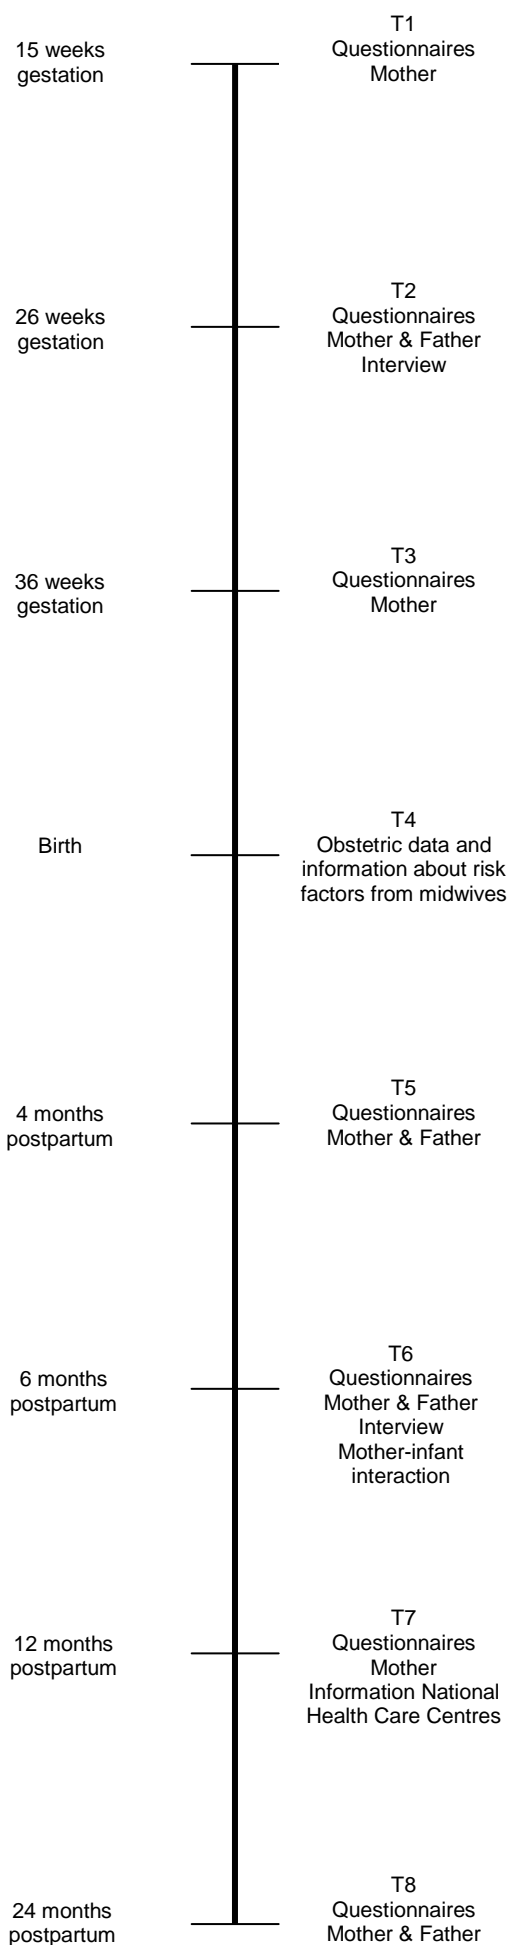 15 weeks
gestation
T1
Questionnaires
Mother
26 weeks
gestation
T2
Questionnaires
Mother & Father
Interview
36 weeks
gestation
T3
Questionnaires
Mother
Birth
T4
Obstetric data and
information about risk
factors from midwives
4 months
postpartum
T5
Questionnaires
Mother & Father
6 months
postpartum
T6
Questionnaires
Mother & Father
Interview
Mother-infant
interaction
12 months
postpartum
T7
Questionnaires
Mother
Information National
Health Care Centres
24 months
postpartum
T8
Questionnaires
Mother & Father